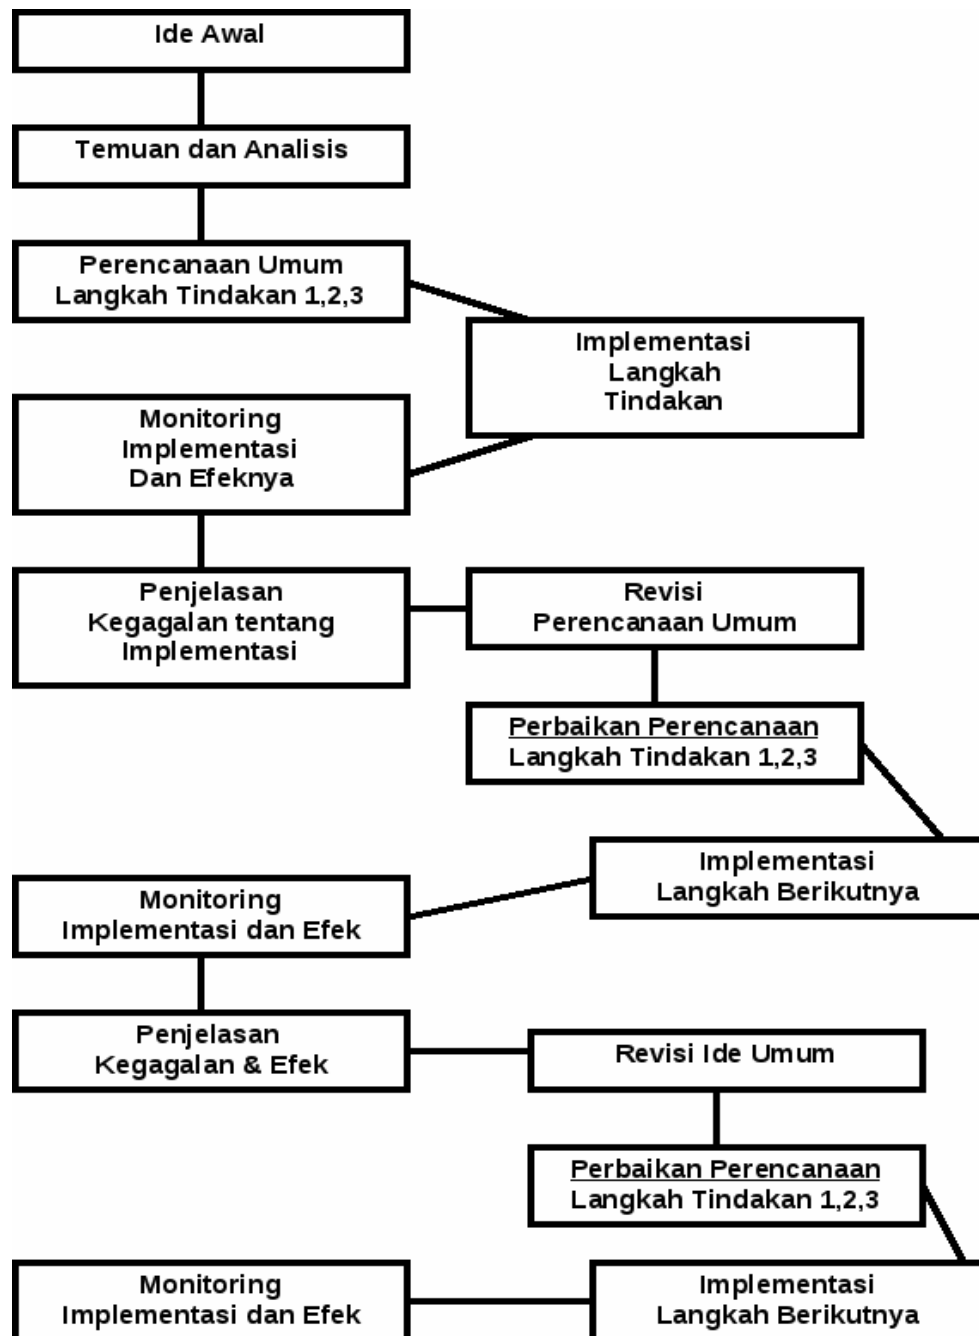 Ide Awal
Temuan dan Analisis
Perencanaan Umum
Langkah Tindakan 1,2,3
Implementasi
Langkah
Tindakan
Monitoring
Implementasi
Dan Efeknya
Penjelasan
Kegagalan tentang
Implementasi
Revisi
Perencanaan Umum
Perbaikan Perencanaan
Langkah Tindakan 1,2,3
Implementasi
Langkah Berikutnya
Monitoring
Implementasi dan Efek
Penjelasan
Kegagalan & Efek
Revisi Ide Umum
Perbaikan Perencanaan
Langkah Tindakan 1,2,3
Implementasi
Langkah Berikutnya
Monitoring
Implementasi dan Efek